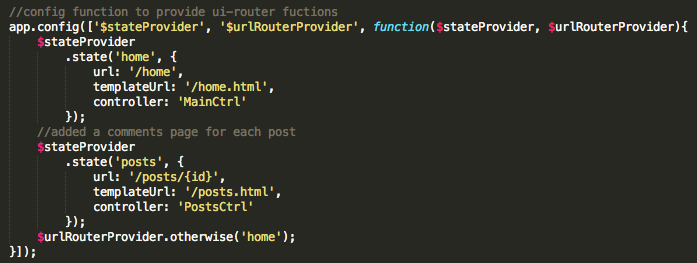 //config function to provide ui-router fuctions
app.config(['$stateProvider', '$urlRouterProvider', function($stateProvider, $urlRouterProvider){
    $stateProvider
        .state('home', {
            url: '/home',
            templateUrl: '/home.html',
            controller: 'MainCtrl'
        });
    //added a comments page for each post
    $stateProvider
        .state('posts', {
            url: '/posts/{id}',
            templateUrl: '/posts.html',
            controller: 'PostsCtrl'
        });
    $urlRouterProvider.otherwise('home');
}]);